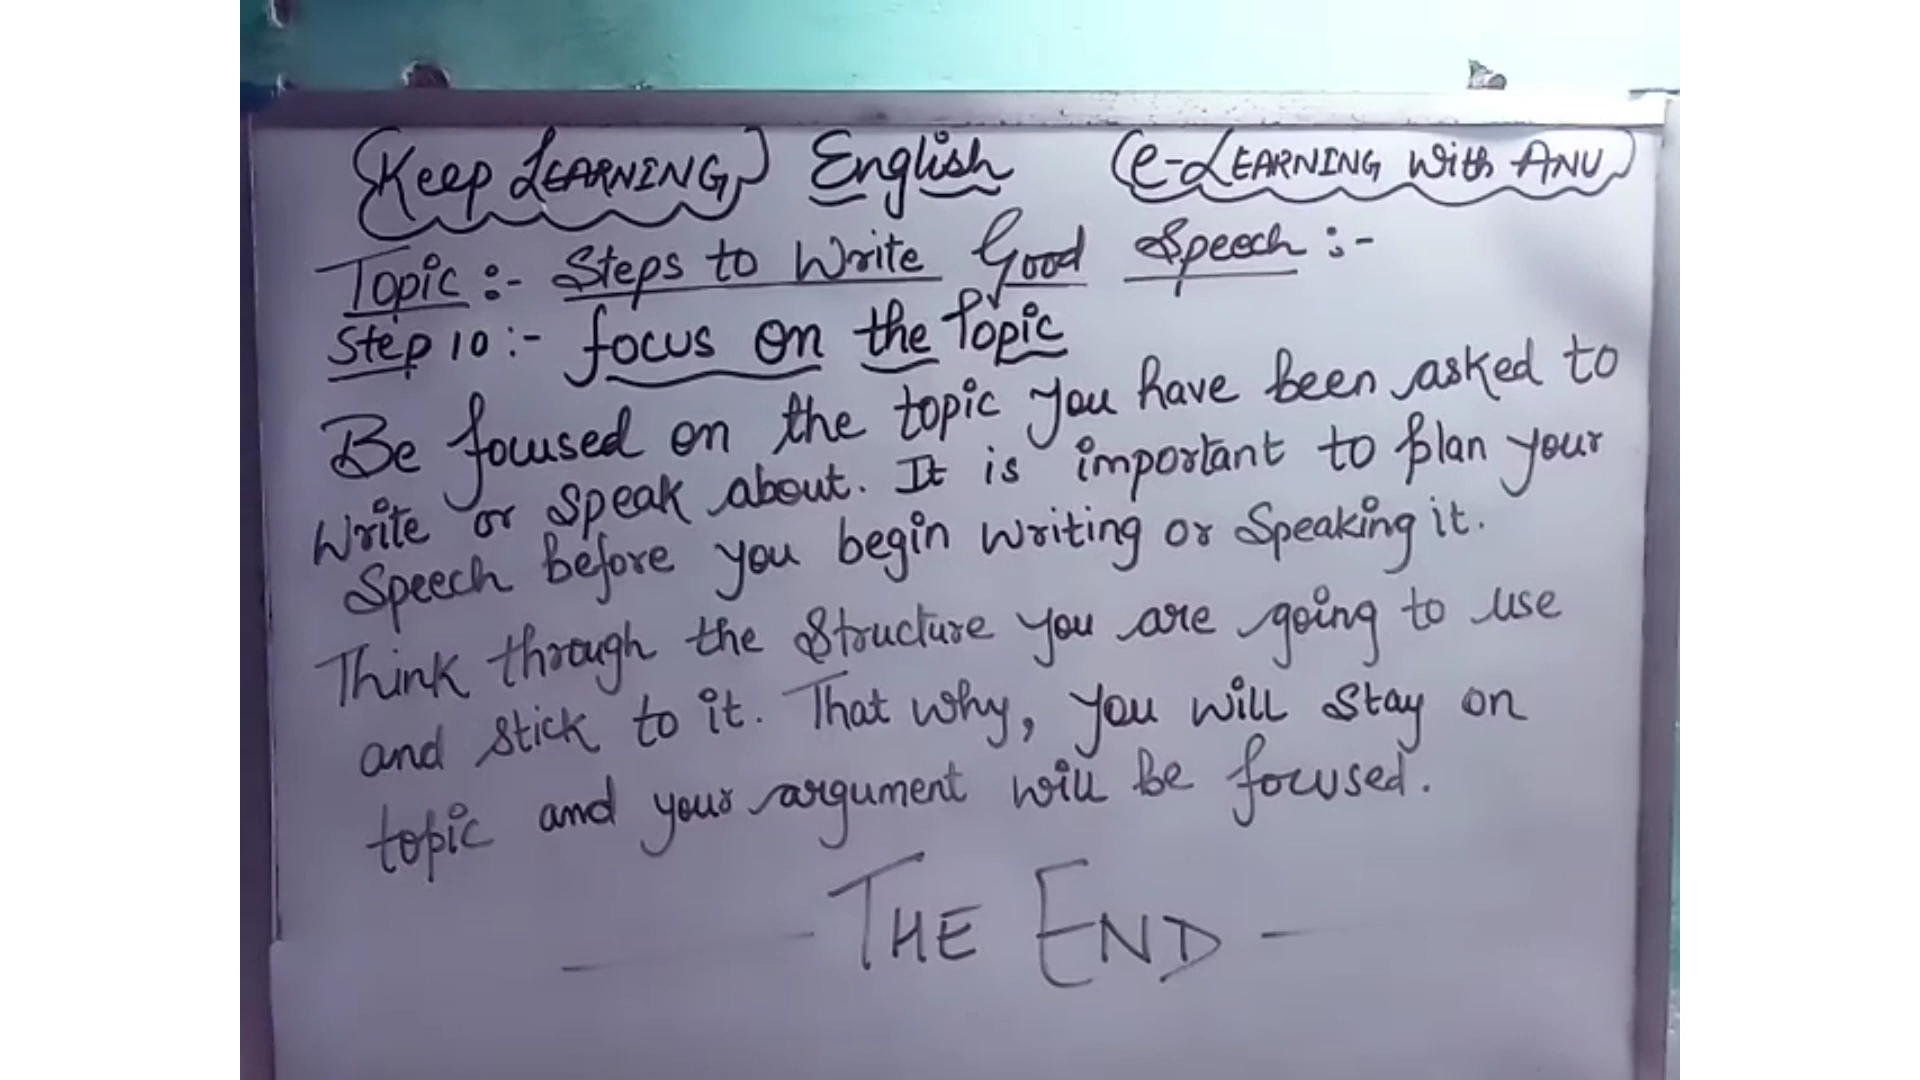 Keep LEARNING English e-LEARNING With ANU
Topic :- Steps to Write Good Speech :-
Step 10 :- focus on the Topic
Be focused on the topic you have been asked to
Write or Speak about. It is important to plan your
Speech before you begin writing or Speaking it.
Think through the Structure you are going to use
and stick to it. That why, you will stay on
topic and your argument will be focused.
THE END